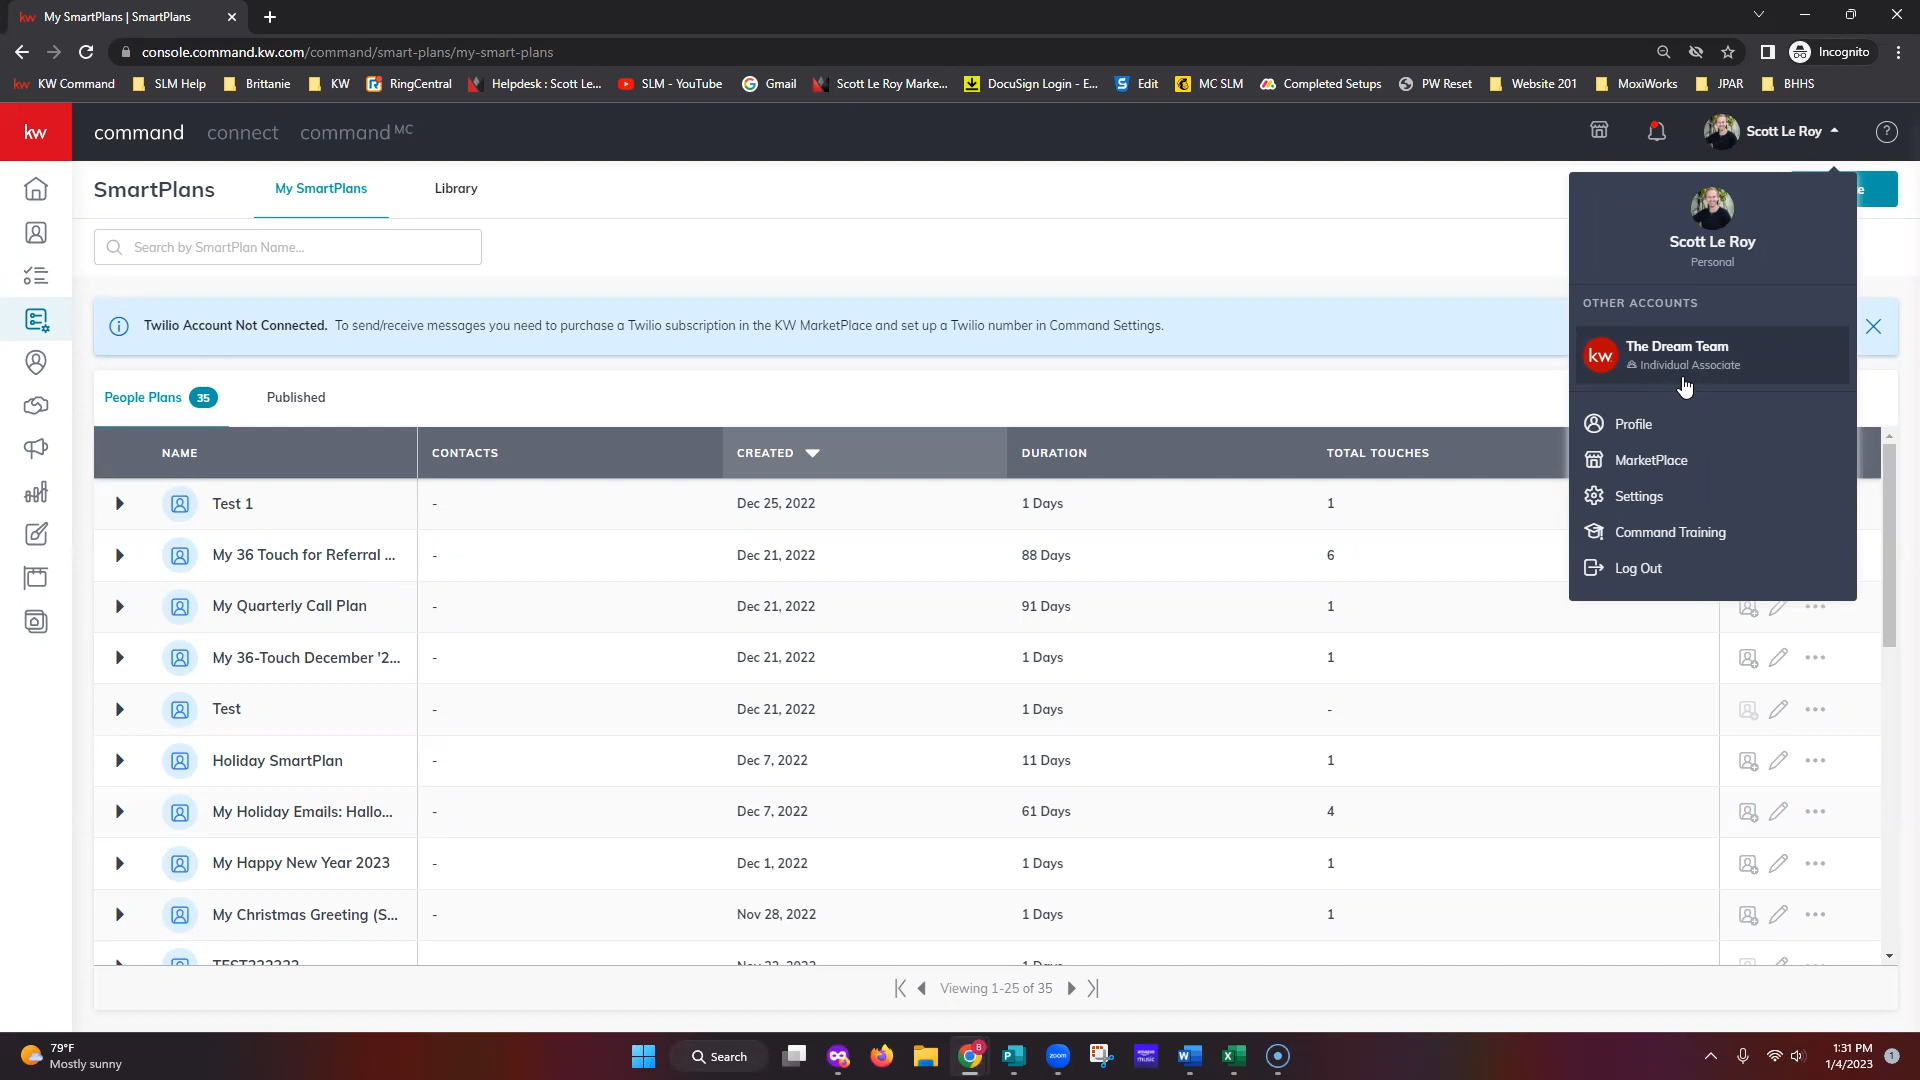 My SmartPlans | SmartPlans
console.command.kw.com/command/smart-plans/my-smart-plans
Incognito
kw KW Command SLM Help Brittanie KW RingCentral Helpdesk : Scott Le... SLM - YouTube Gmail Scott Le Roy Marke... DocuSign Login - E... Edit MC SLM Completed Setups PW Reset Website 201 MoxiWorks JPAR BHHS
kw command connect command MC Scott Le Roy
SmartPlans My SmartPlans Library
Search by SmartPlan Name...
Scott Le Roy
Personal
OTHER ACCOUNTS
Twilio Account Not Connected. To send/receive messages you need to purchase a Twilio subscription in the KW MarketPlace and set up a Twilio number in Command Settings.
kw The Dream Team
Individual Associate
People Plans 35 Published
Profile
MarketPlace
Settings
Command Training
Log Out
NAME CONTACTS CREATED DURATION TOTAL TOUCHES
Test 1 - Dec 25, 2022 1 Days 1
My 36 Touch for Referral ... - Dec 21, 2022 88 Days 6
My Quarterly Call Plan - Dec 21, 2022 91 Days 1
My 36-Touch December '2... - Dec 21, 2022 1 Days 1
Test - Dec 21, 2022 1 Days -
Holiday SmartPlan - Dec 7, 2022 11 Days 1
My Holiday Emails: Hallo... - Dec 7, 2022 61 Days 4
My Happy New Year 2023 - Dec 1, 2022 1 Days 1
My Christmas Greeting (S... - Nov 28, 2022 1 Days 1
Viewing 1-25 of 35
79°F
Mostly sunny
Search
8
zoom
1:31 PM
1/4/2023
1